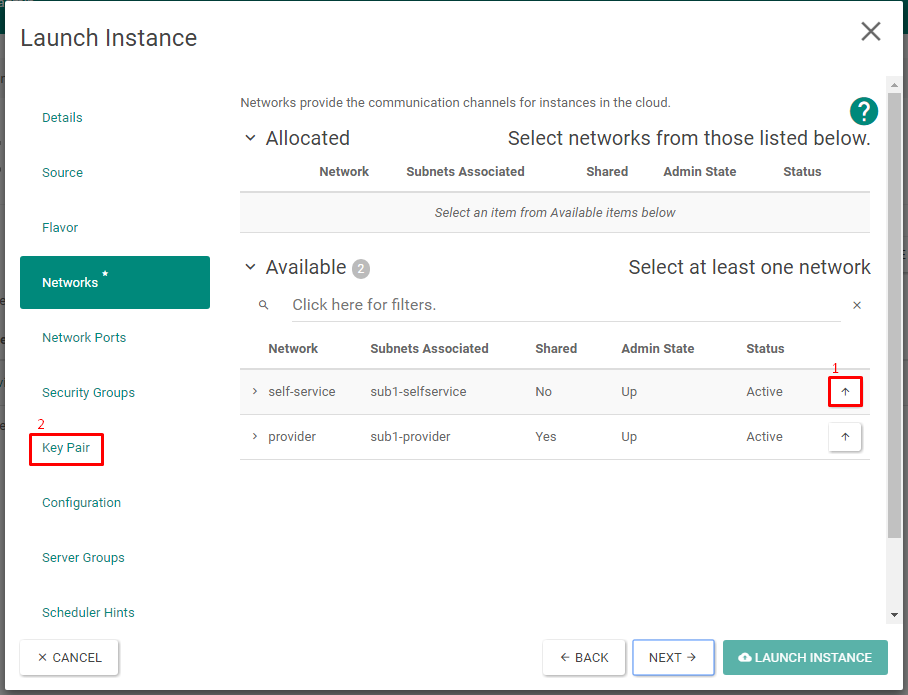 Launch Instance
Details
Source
Flavor
Networks *
Network Ports
Security Groups
2
Key Pair
Configuration
Server Groups
Scheduler Hints
Networks provide the communication channels for instances in the cloud.
?
Allocated Select networks from those listed below.
Network Subnets Associated Shared Admin State Status
Select an item from Available items below
Available 2 Select at least one network
Click here for filters.
Network Subnets Associated Shared Admin State Status
1
self-service sub1-selfservice No Up Active
provider sub1-provider Yes Up Active
CANCEL BACK NEXT LAUNCH INSTANCE